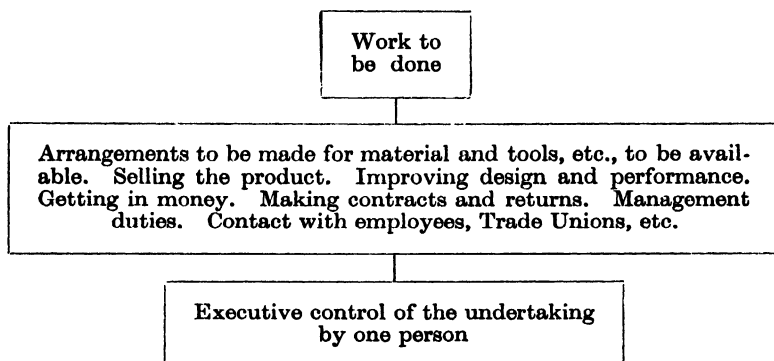 Work to
be done
Arrangements to be made for material and tools, etc., to be avail-
able. Selling the product. Improving design and performance.
Getting in money. Making contracts and returns. Management
duties. Contact with employees, Trade Unions, etc.
Executive control of the undertaking
by one person